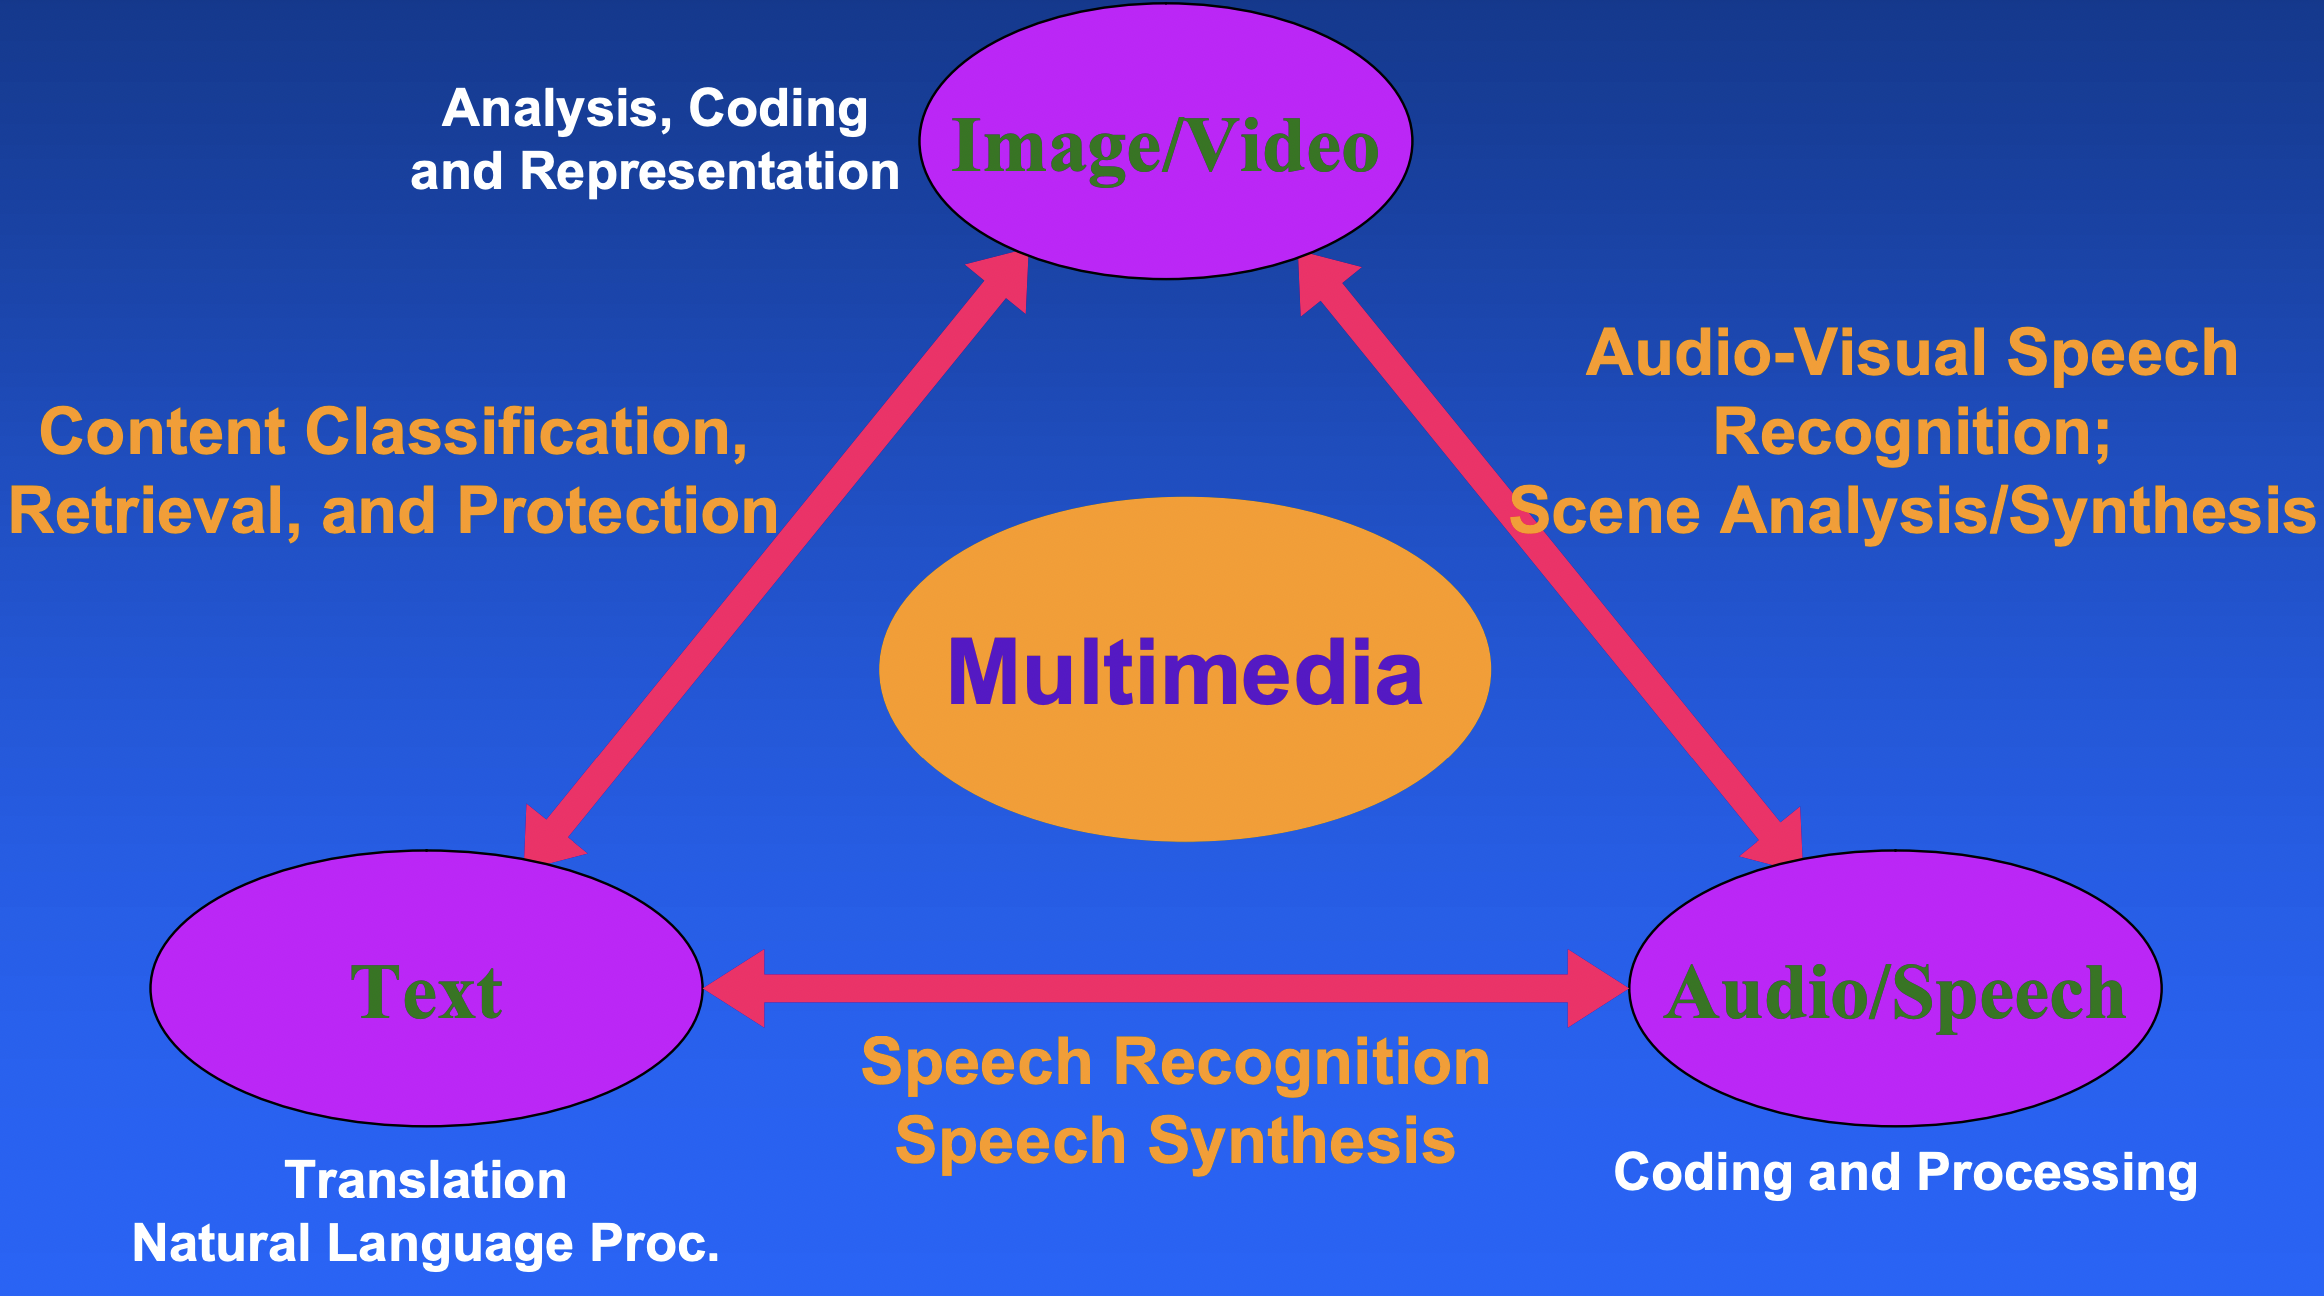 Analysis, Coding
and Representation
Image/Video
Content Classification,
Retrieval, and Protection
Audio-Visual Speech
Recognition;
Scene Analysis/Synthesis
Multimedia
Text
Audio/Speech
Speech Recognition
Speech Synthesis
Translation
Natural Language Proc.
Coding and Processing